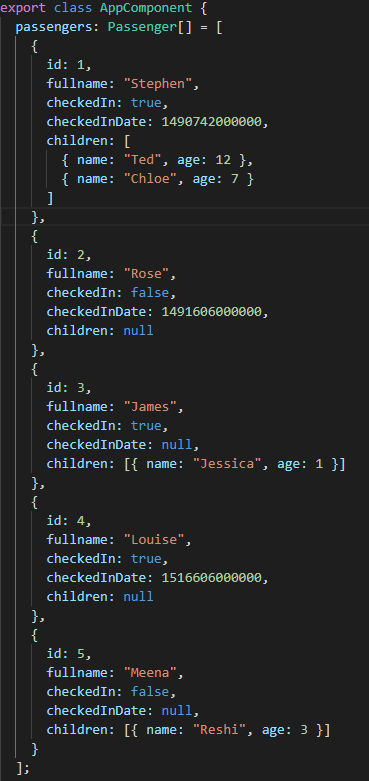 export class AppComponent {
  passengers: Passenger[] = [
    {
      id: 1,
      fullname: "Stephen",
      checkedIn: true,
      checkedInDate: 1490742000000,
      children: [
        { name: "Ted", age: 12 },
        { name: "Chloe", age: 7 }
      ]
    },
    {
      id: 2,
      fullname: "Rose",
      checkedIn: false,
      checkedInDate: 1491606000000,
      children: null
    },
    {
      id: 3,
      fullname: "James",
      checkedIn: true,
      checkedInDate: null,
      children: [{ name: "Jessica", age: 1 }]
    },
    {
      id: 4,
      fullname: "Louise",
      checkedIn: true,
      checkedInDate: 1516606000000,
      children: null
    },
    {
      id: 5,
      fullname: "Meena",
      checkedIn: false,
      checkedInDate: null,
      children: [{ name: "Reshi", age: 3 }]
    }
  ];